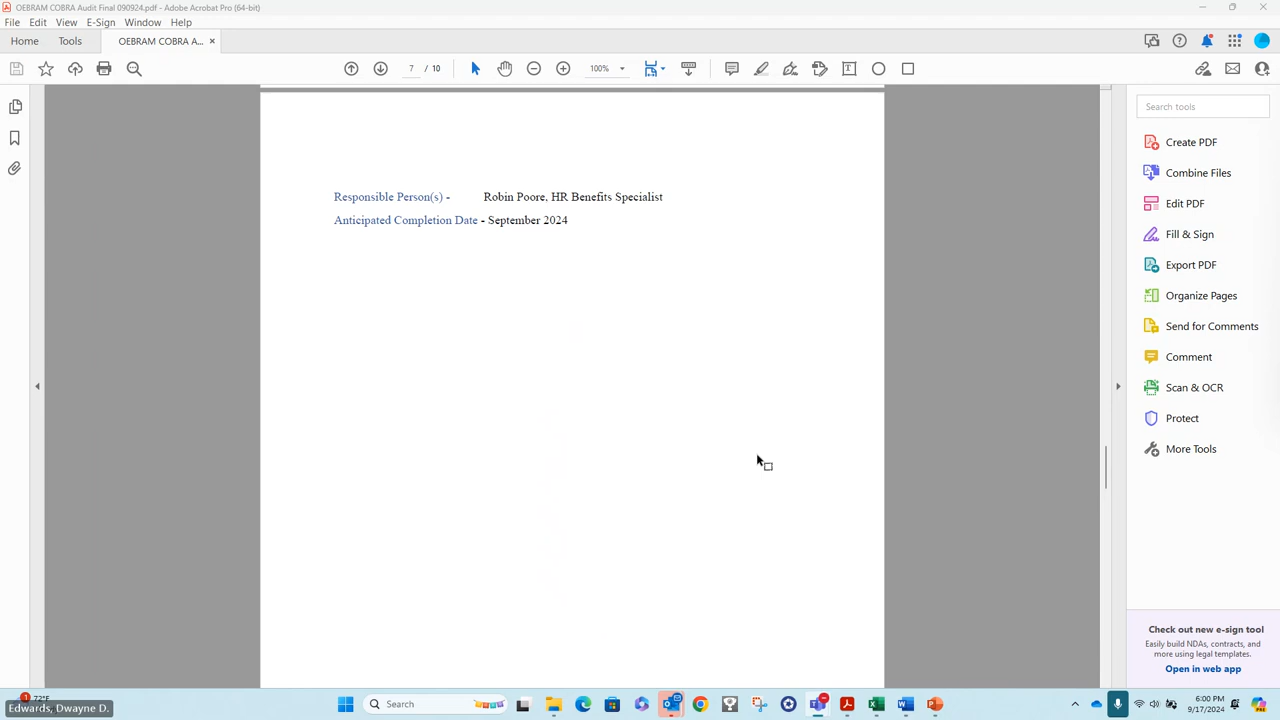 OEBRAM COBRA Audit Final 090924.pdf - Adobe Acrobat Pro (64-bit)
File Edit View E-Sign Window Help
Home Tools OEBRAM COBRA A... ×
7 / 10 100%
Search tools
Create PDF
Combine Files
Edit PDF
Fill & Sign
Export PDF
Organize Pages
Send for Comments
Comment
Scan & OCR
Protect
More Tools
Responsible Person(s) - Robin Poore, HR Benefits Specialist
Anticipated Completion Date - September 2024
Check out new e-sign tool
Easily build NDAs, contracts, and
more using legal templates.
Open in web app
1 72°F
Edwards, Dwayne D.
Search
6:00 PM
9/17/2024